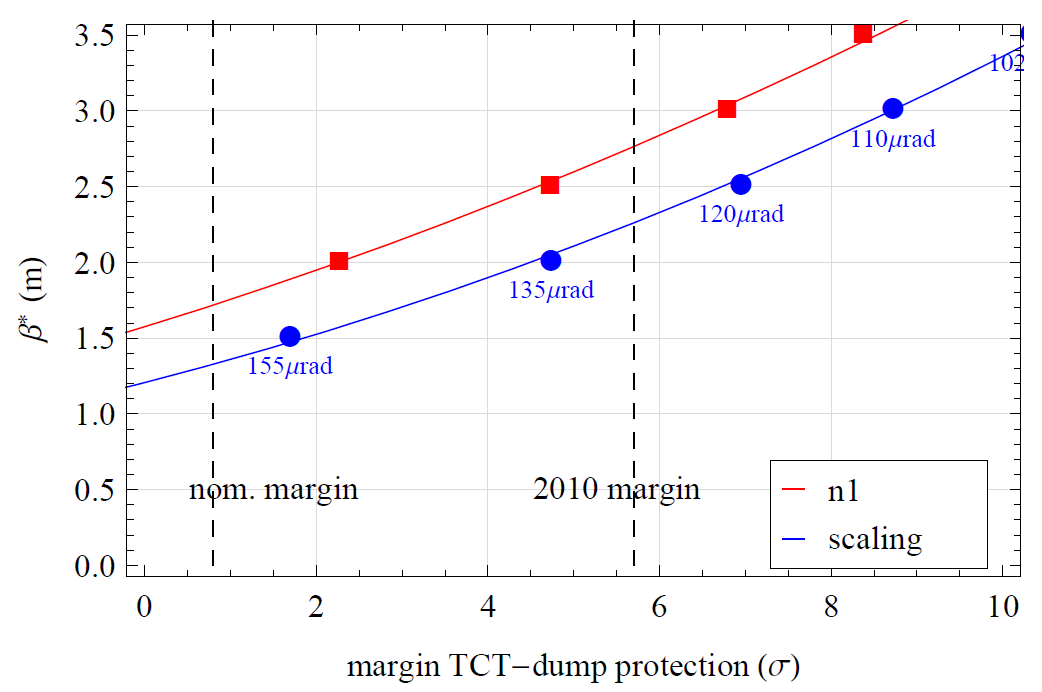 3.5
3.0
2.5
2.0
1.5
1.0
0.5
0.0
β* (m)
102
110μrad
120μrad
135μrad
155μrad
nom. margin
2010 margin
n1
scaling
0 2 4 6 8 10
margin TCT−dump protection (σ)